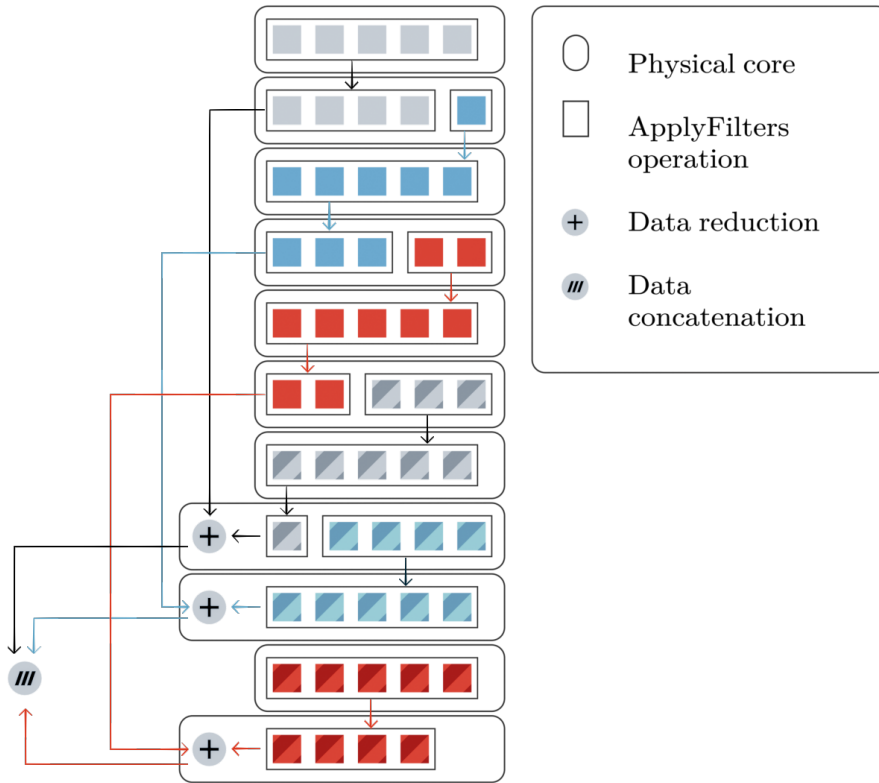 Physical core
ApplyFilters
operation
Data reduction
Data
concatenation